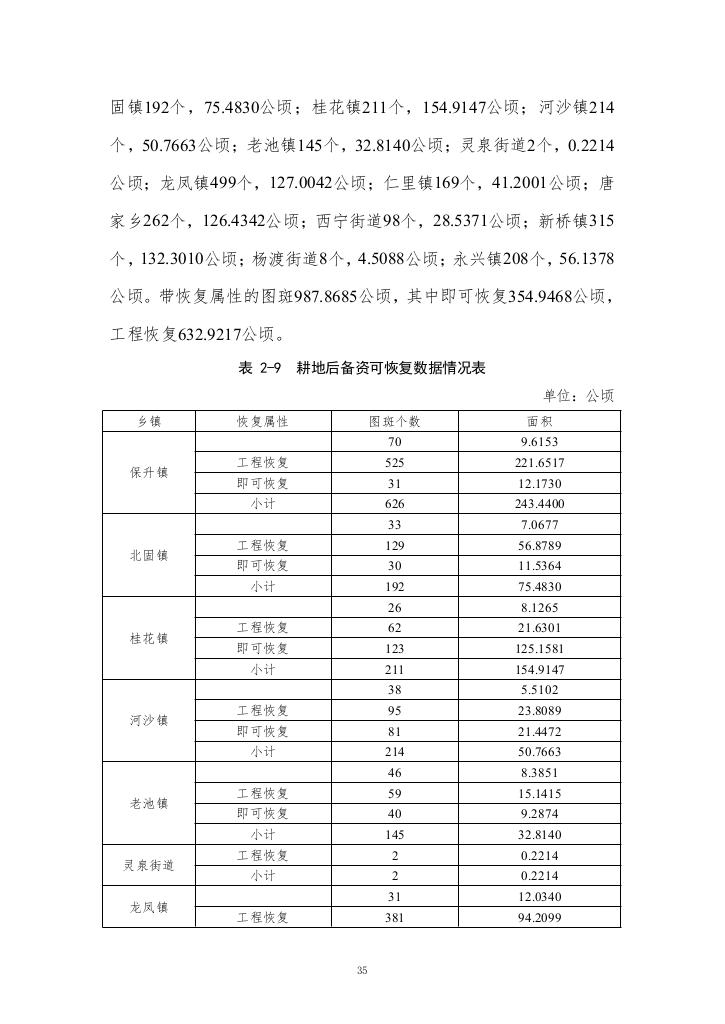 固镇192个，75.4830公顷；桂花镇211个，154.9147公顷；河沙镇214
个，50.7663公顷；老池镇145个，32.8140公顷；灵泉街道2个，0.2214
公顷；龙凤镇499个，127.0042公顷；仁里镇169个，41.2001公顷；唐
家乡262个，126.4342公顷；西宁街道98个，28.5371公顷；新桥镇315
个，132.3010公顷；杨渡街道8个，4.5088公顷；永兴镇208个，56.1378
公顷。带恢复属性的图斑987.8685公顷，其中即可恢复354.9468公顷，
工程恢复632.9217公顷。
表 2-9 耕地后备资可恢复数据情况表
单位：公顷
乡镇 恢复属性 图斑个数 面积
保升镇
70 9.6153
工程恢复 525 221.6517
即可恢复 31 12.1730
小计 626 243.4400
北固镇
33 7.0677
工程恢复 129 56.8789
即可恢复 30 11.5364
小计 192 75.4830
桂花镇
26 8.1265
工程恢复 62 21.6301
即可恢复 123 125.1581
小计 211 154.9147
河沙镇
38 5.5102
工程恢复 95 23.8089
即可恢复 81 21.4472
小计 214 50.7663
老池镇
46 8.3851
工程恢复 59 15.1415
即可恢复 40 9.2874
小计 145 32.8140
灵泉街道
工程恢复 2 0.2214
小计 2 0.2214
龙凤镇
31 12.0340
工程恢复 381 94.2099
35